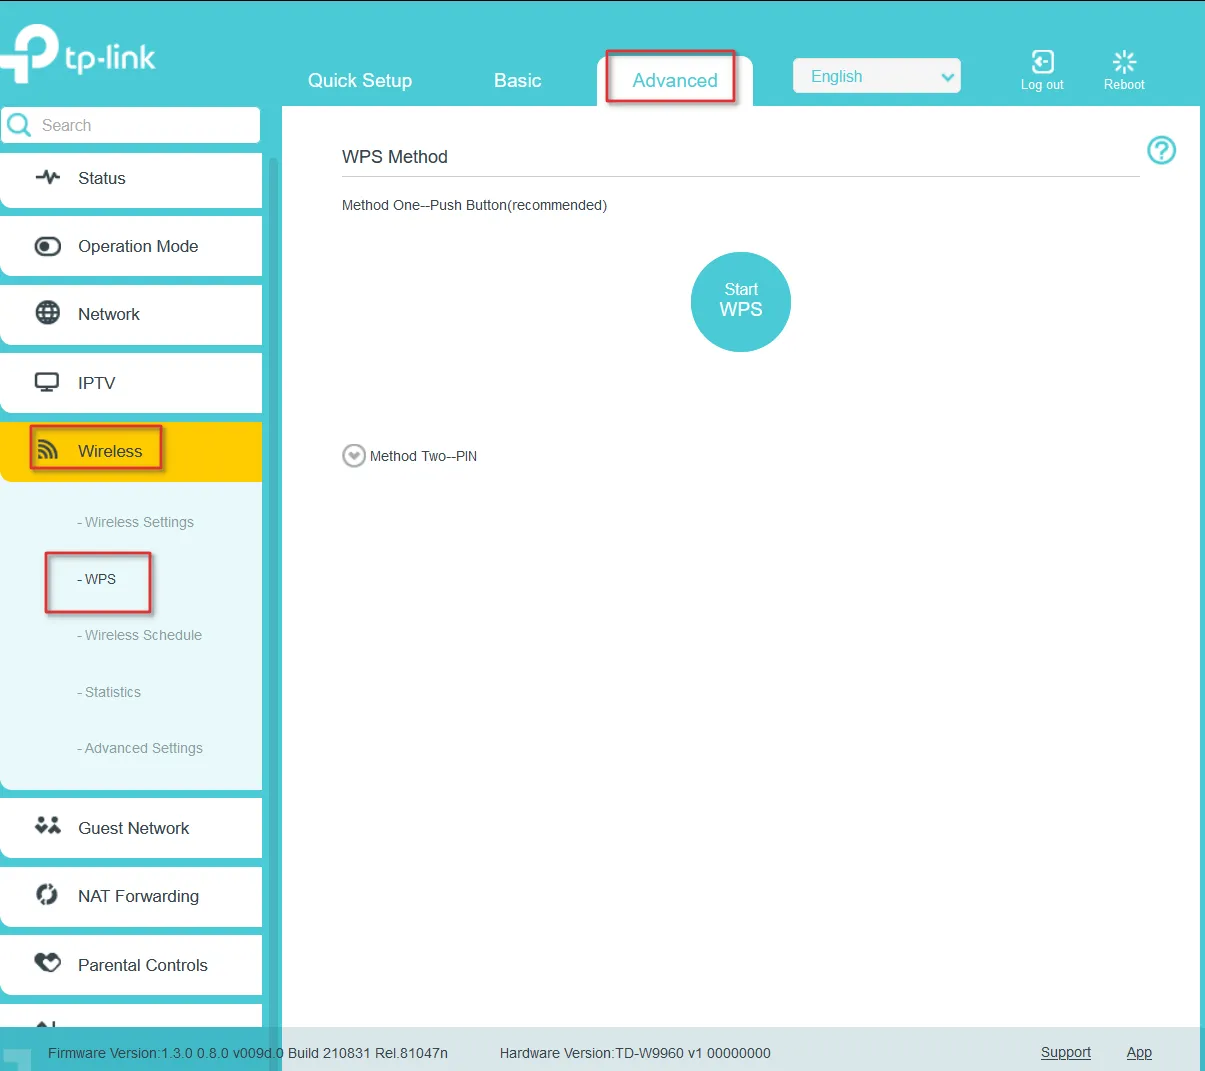 tp-link
Quick Setup
Basic
Advanced
English
Log out
Reboot
Search
Status
Operation Mode
Network
IPTV
Wireless
- Wireless Settings
- WPS
- Wireless Schedule
- Statistics
- Advanced Settings
Guest Network
NAT Forwarding
Parental Controls
WPS Method
Method One--Push Button(recommended)
Start
WPS
Method Two--PIN
Firmware Version:1.3.0 0.8.0 v009d.0 Build 210831 Rel.81047n
Hardware Version:TD-W9960 v1 00000000
Support
App